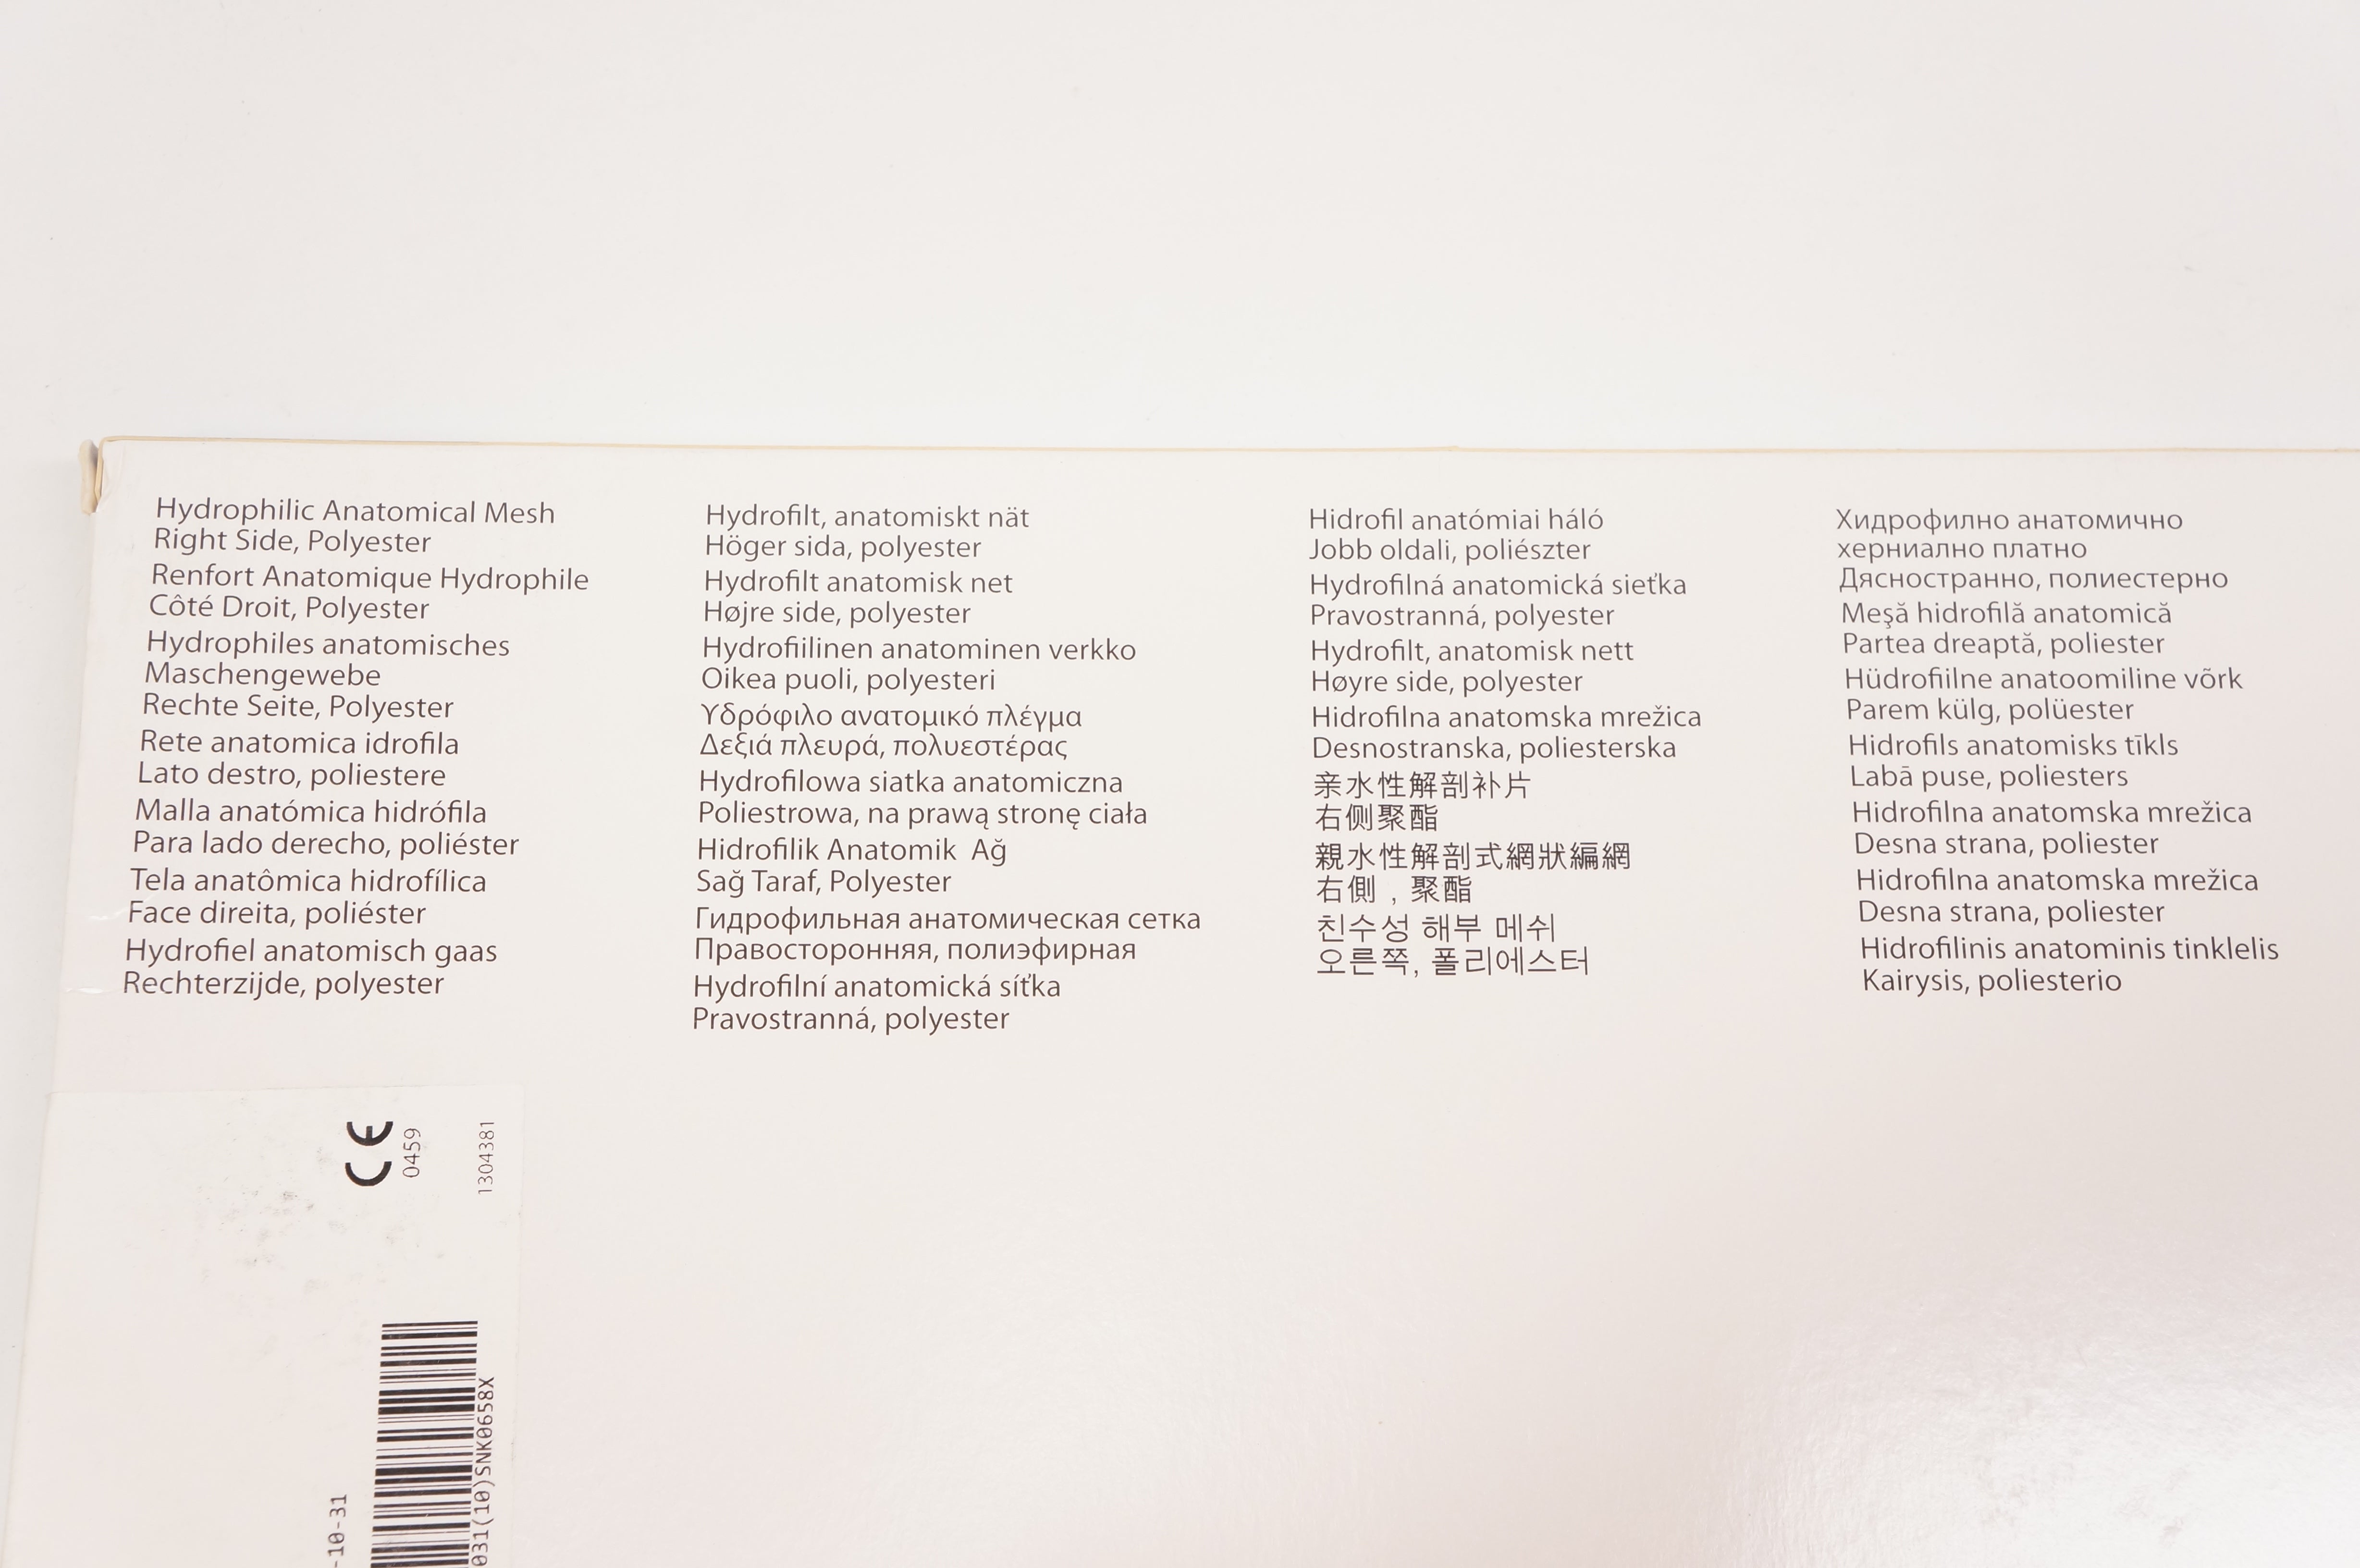 Hydrophilic Anatomical Mesh
Right Side, Polyester
Renfort Anatomique Hydrophile
Côté Droit, Polyester
Hydrophiles anatomisches
Maschengewebe
Rechte Seite, Polyester
Rete anatomica idrofila
Lato destro, poliestere
Malla anatómica hidrófila
Para lado derecho, poliéster
Tela anatômica hidrofílica
Face direita, poliéster
Hydrofiel anatomisch gaas
Rechterzijde, polyester
Hydrofilt, anatomiskt nät
Höger sida, polyester
Hydrofilt anatomisk net
Højre side, polyester
Hydrofiilinen anatominen verkko
Oikea puoli, polyesteri
Υδρόφιλο ανατομικό πλέγμα
Δεξιά πλευρά, πολυεστέρας
Hydrofilowa siatka anatomiczna
Poliestrowa, na prawą stronę ciała
Hidrofilik Anatomik Ağ
Sağ Taraf, Polyester
Гидрофильная анатомическая сетка
Правосторонняя, полиэфирная
Hydrofilní anatomická síťka
Pravostranná, polyester
Hidrofil anatómiai háló
Jobb oldali, poliészter
Hydrofilná anatomická sieťka
Pravostranná, polyester
Hydrofilt, anatomisk nett
Høyre side, polyester
Hidrofilna anatomska mrežica
Desnostranska, poliesterska
亲水性解剖补片
右侧聚酯
親水性解剖式網狀編網
右側，聚酯
친수성 해부 메쉬
오른쪽, 폴리에스터
Хидрофилно анатомично
херниално платно
Дясностранно, полиестерно
Meşă hidrofilă anatomică
Partea dreaptă, poliester
Hüdrofiilne anatoomiline võrk
Parem külg, polüester
Hidrofils anatomisks tīkls
Labā puse, poliesters
Hidrofilna anatomska mrežica
Desna strana, poliester
Hidrofilna anatomska mrežica
Desna strana, poliester
Hidrofilinis anatominis tinklelis
Kairysis, poliesterio
CE
0459
1304381
-10-31
031(10)SNK0658X